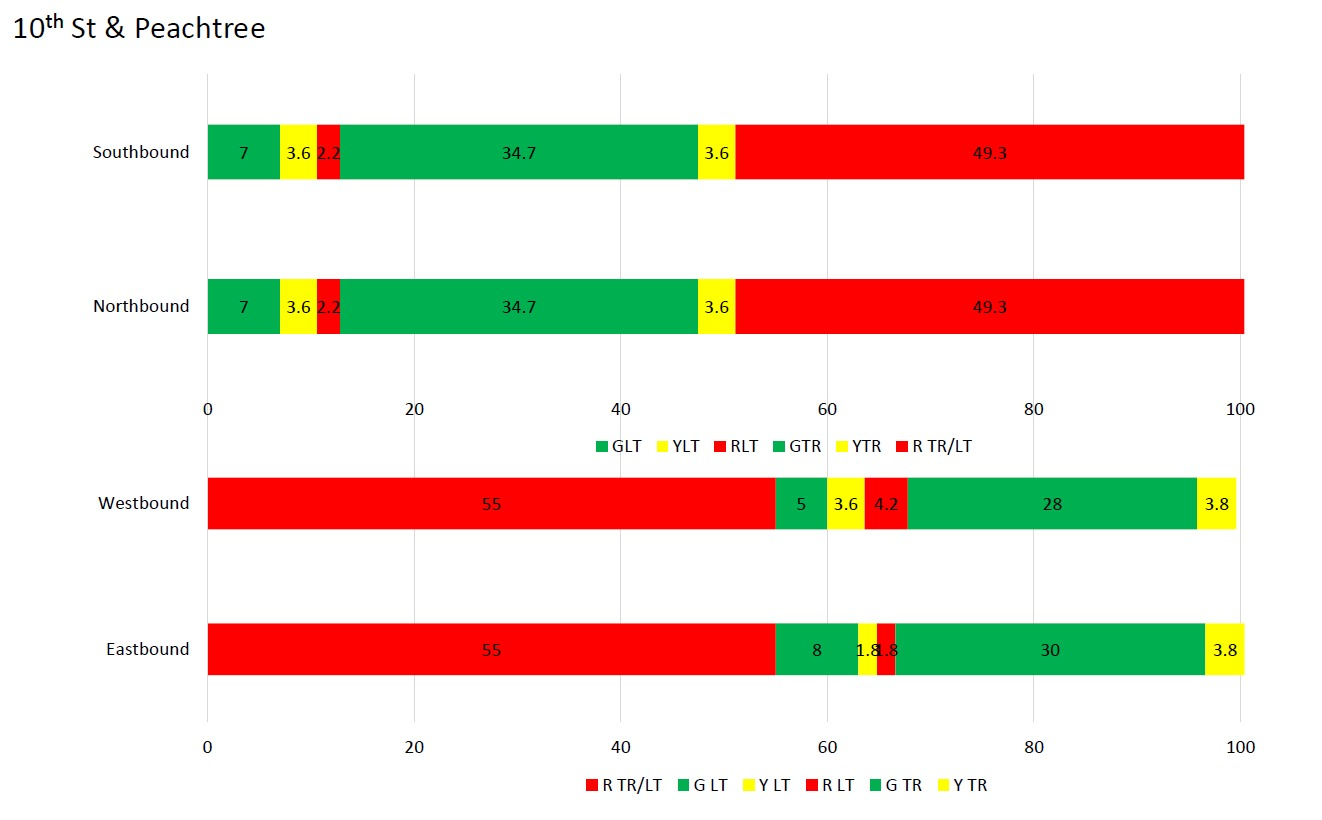 10th St & Peachtree
Southbound 7 3.6 2.2 34.7 3.6 49.3
Northbound 7 3.6 2.2 34.7 3.6 49.3
0 20 40 60 80 100
GLT YLT RLT GTR YTR R TR/LT
Westbound 55 5 3.6 4.2 28 3.8
Eastbound 55 8 1.8 1.8 30 3.8
0 20 40 60 80 100
R TR/LT G LT Y LT R LT G TR Y TR